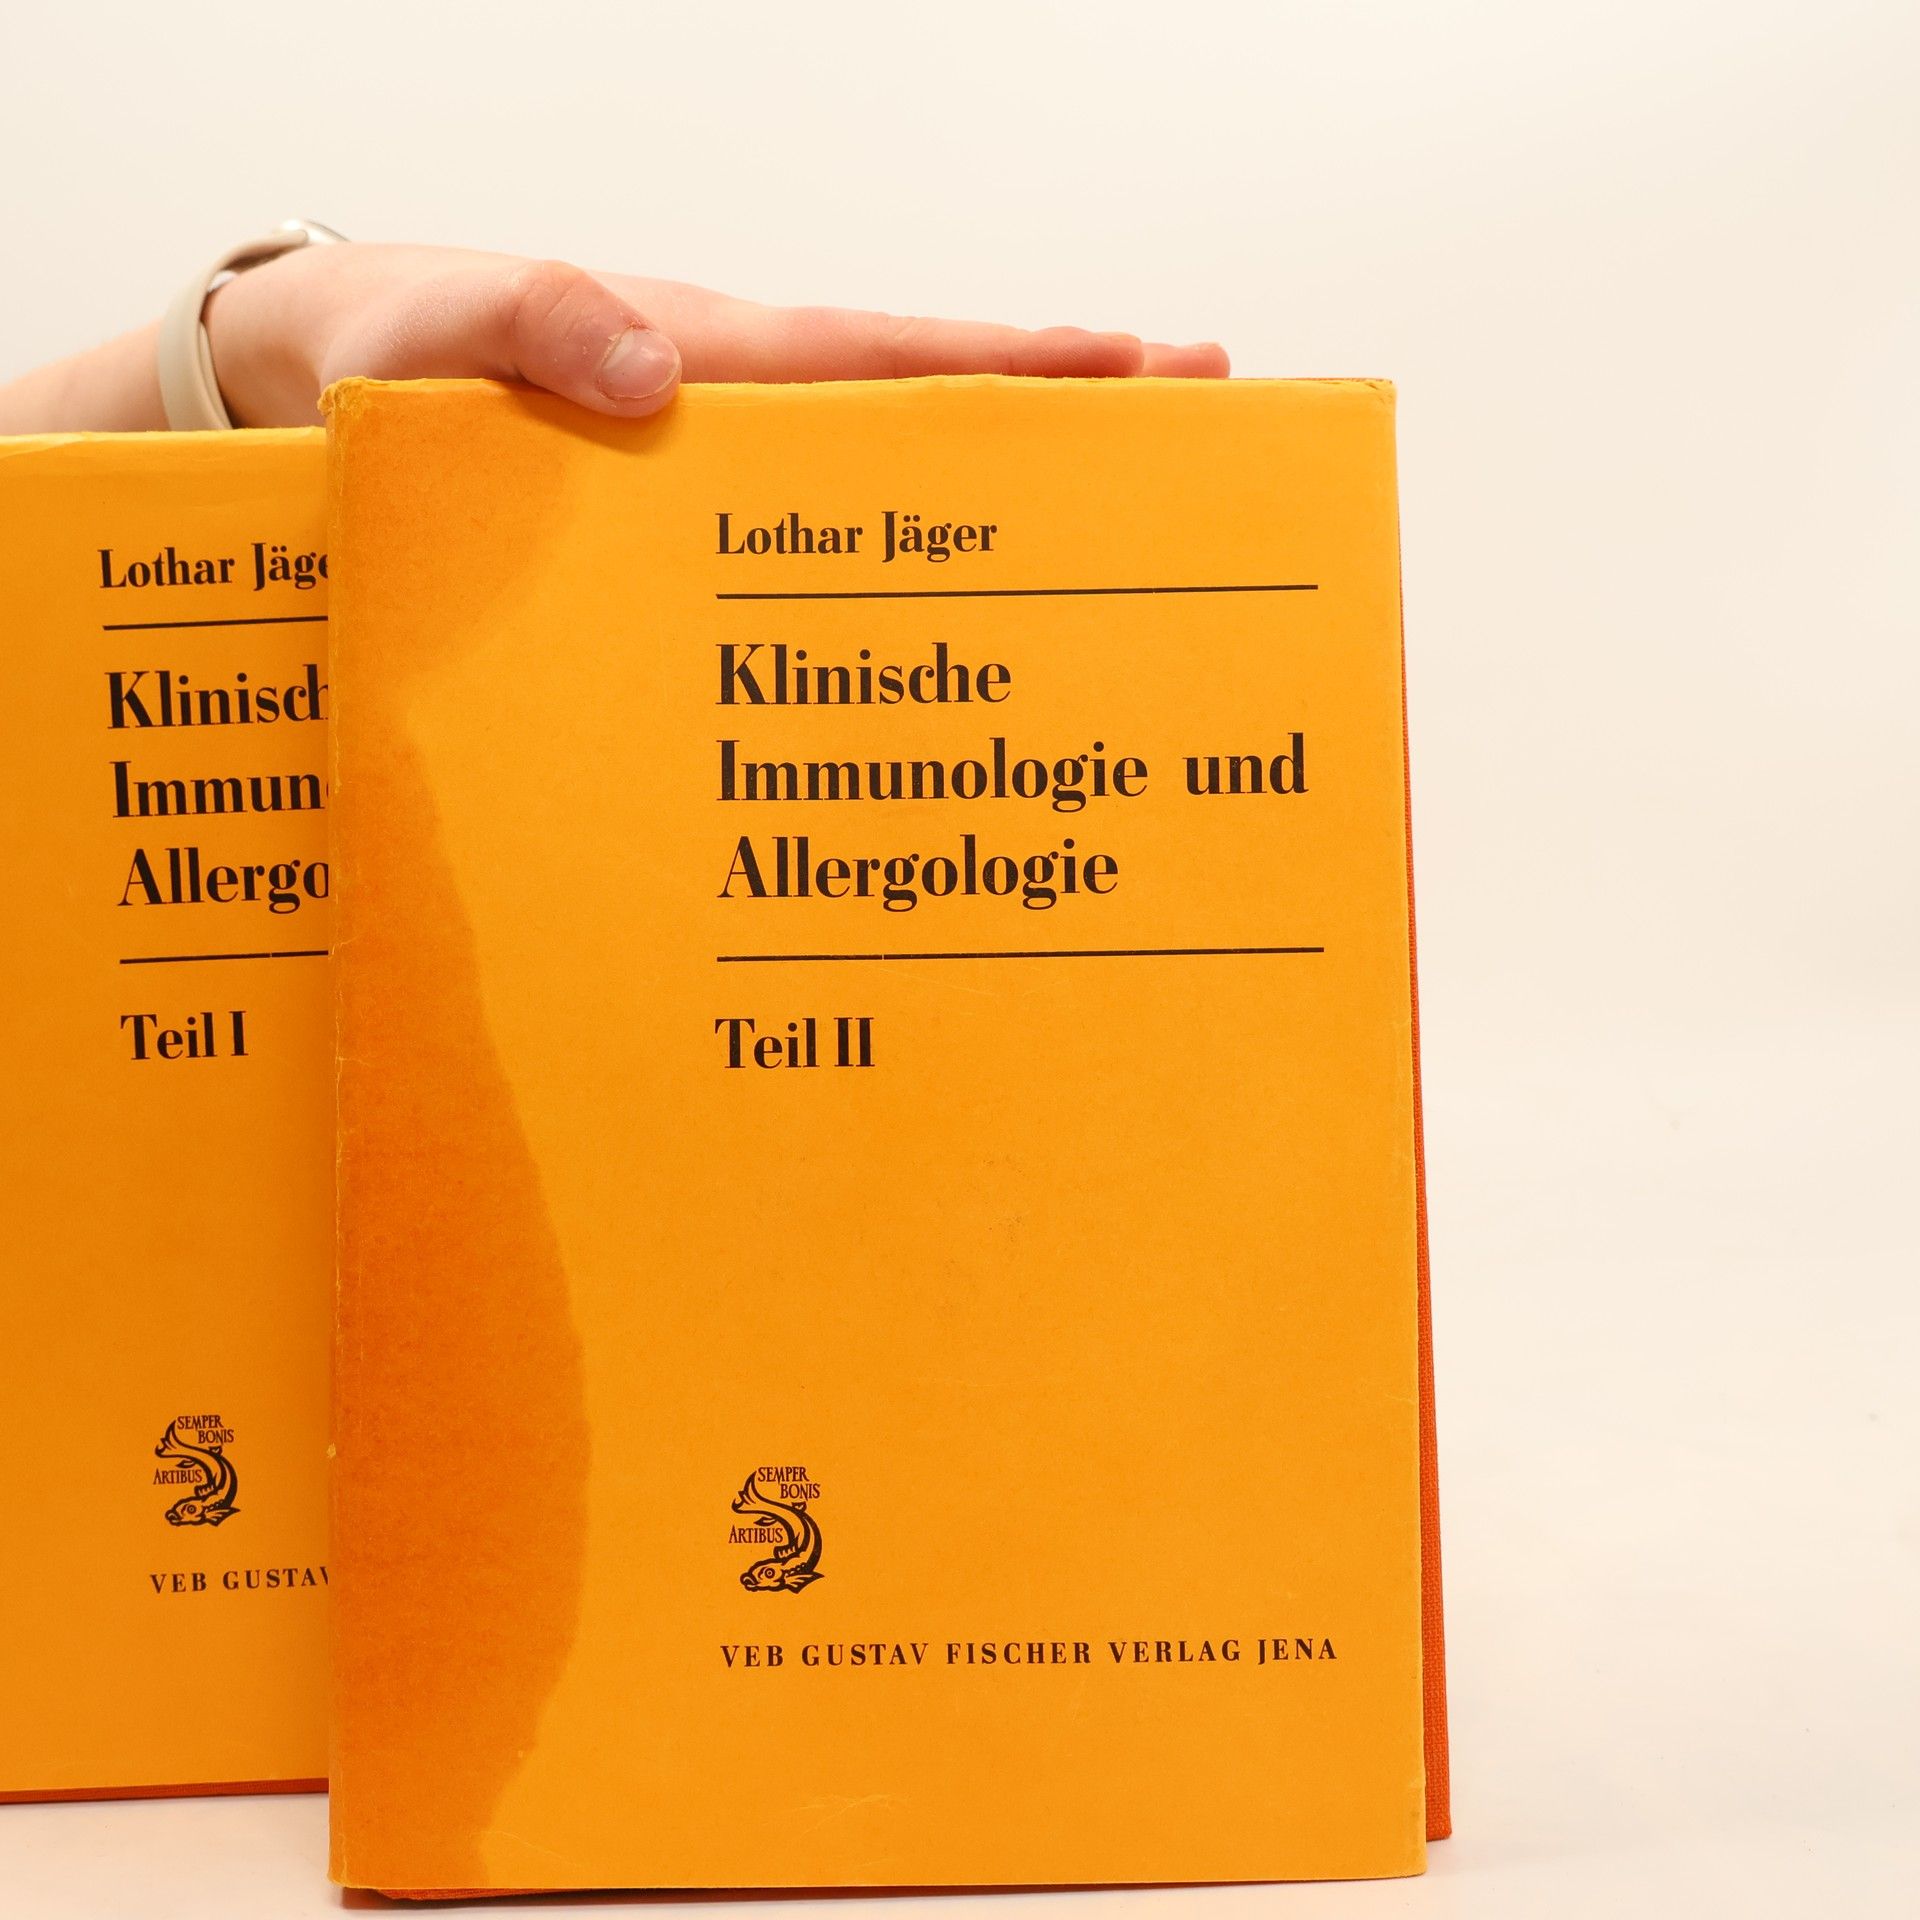 Lothar Jäge
Klinisch
Immuno
Allergo
Teil I
SEMPER
BONIS
ARTIBUS
VEB GUSTAV
Lothar Jäger
Klinische
Immunologie und
Allergologie
Teil II
SEMPER
BONIS
ARTIBUS
VEB GUSTAV FISCHER VERLAG JENA